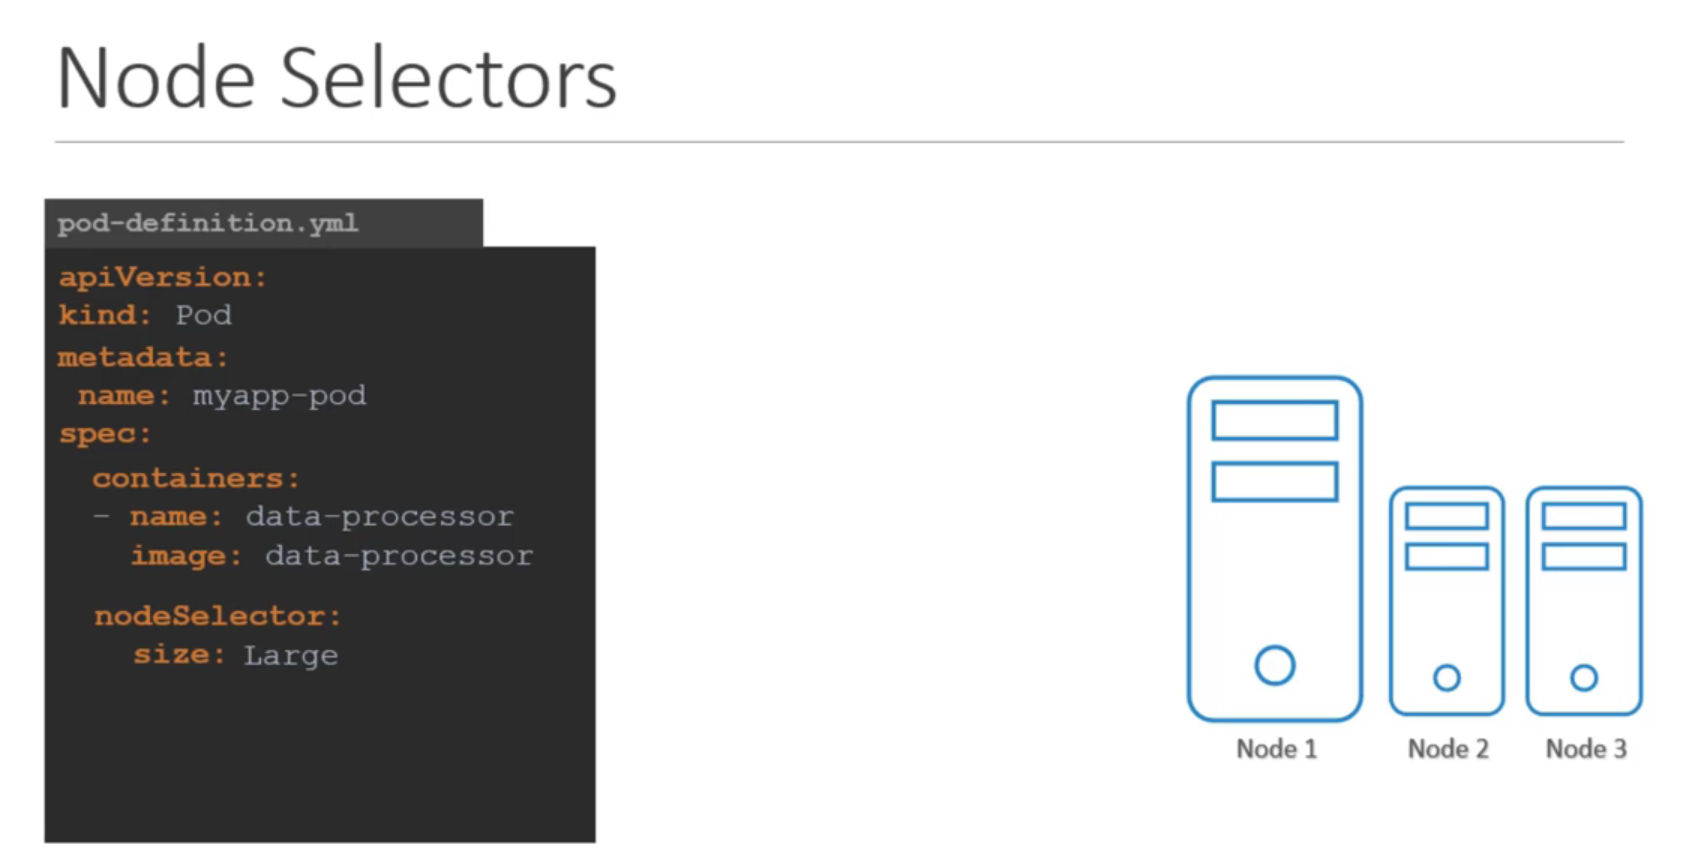 Node Selectors
pod-definition.yml
apiVersion:
kind: Pod
metadata:
 name: myapp-pod
spec:
  containers:
  - name: data-processor
    image: data-processor
  nodeSelector:
    size: Large
Node 1
Node 2
Node 3